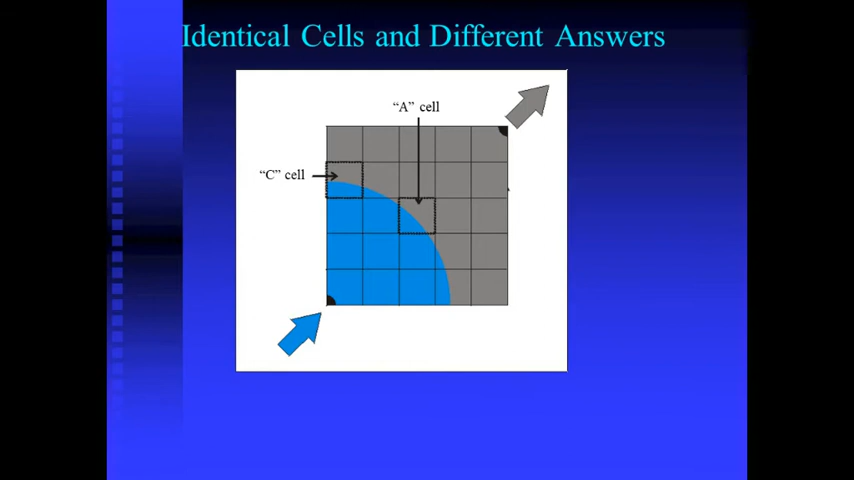 Identical Cells and Different Answers
“A” cell
“C” cell